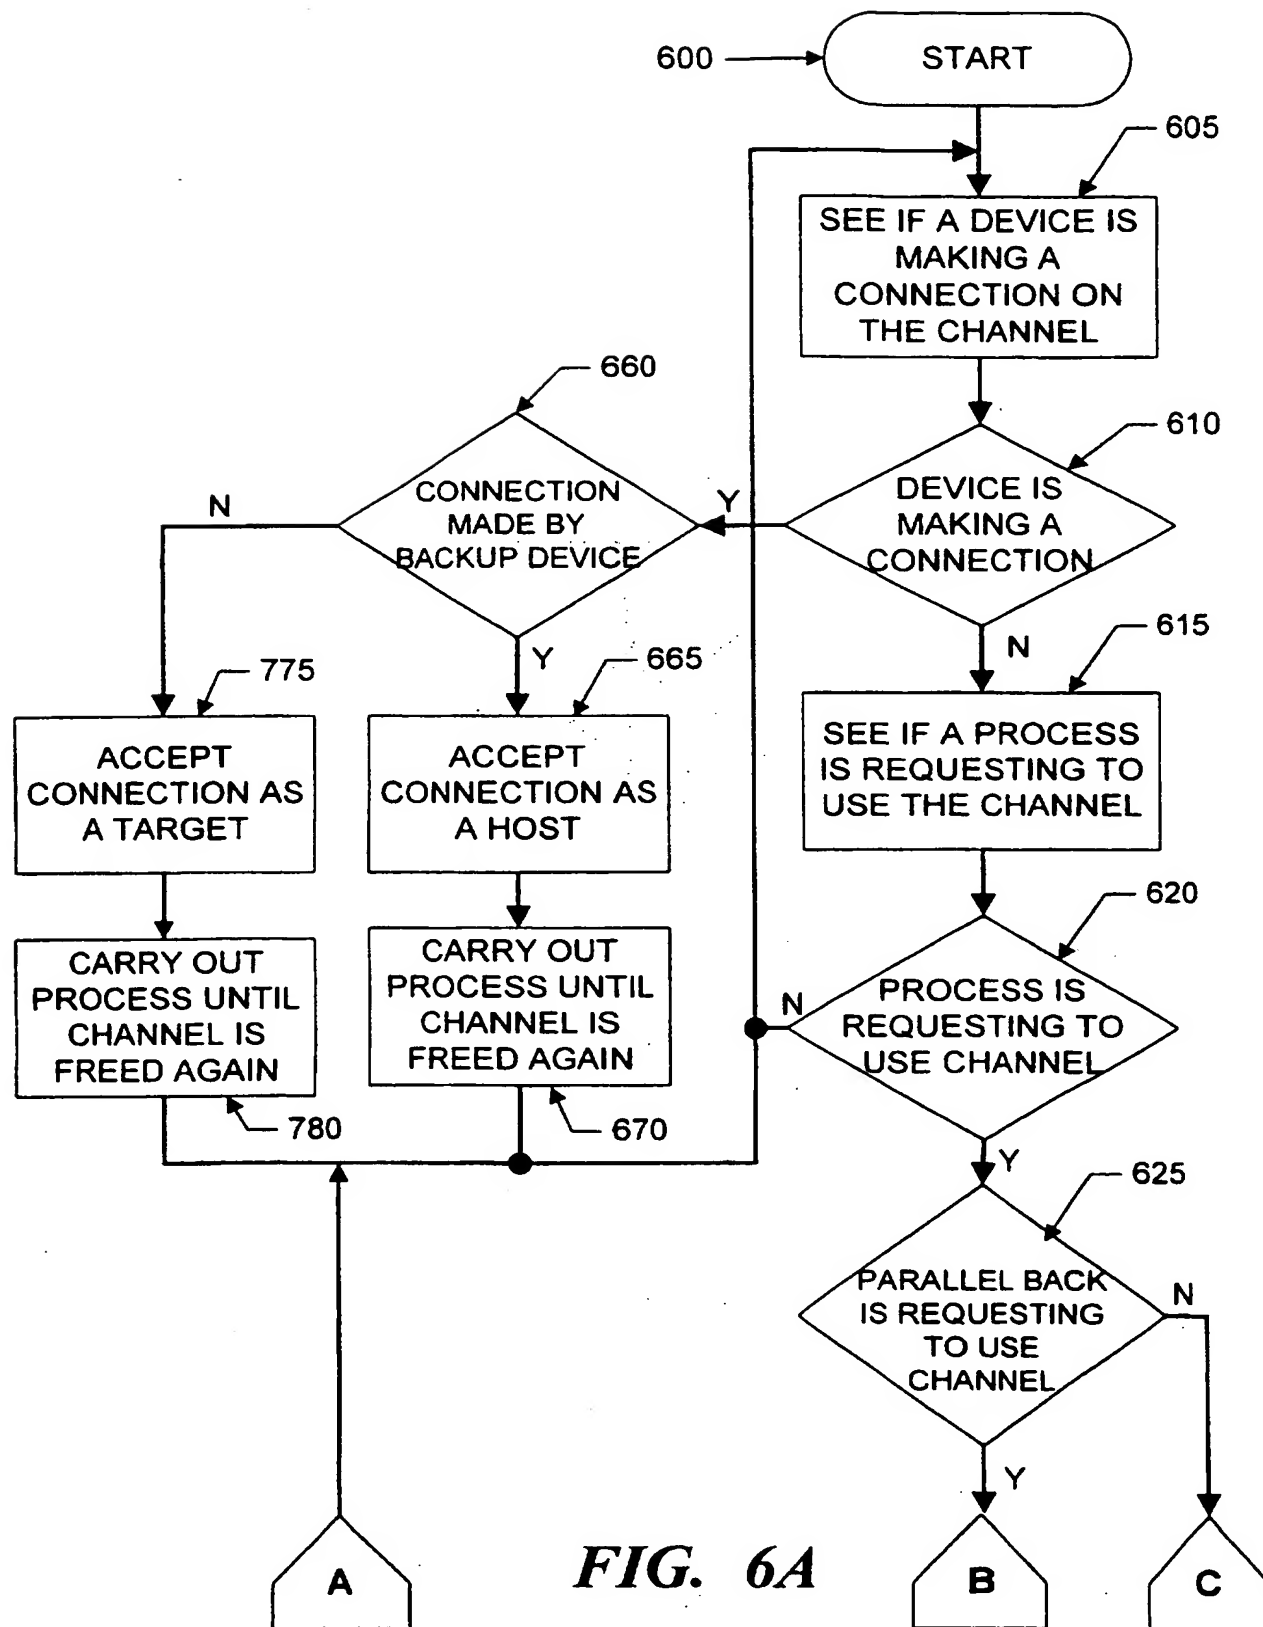 600
START
605
SEE IF A DEVICE IS
MAKING A
CONNECTION ON
THE CHANNEL
660
610
CONNECTION
MADE BY
BACKUP DEVICE
N
Y
DEVICE IS
MAKING A
CONNECTION
Y
N
615
775
665
ACCEPT
CONNECTION AS
A TARGET
ACCEPT
CONNECTION AS
A HOST
SEE IF A PROCESS
IS REQUESTING TO
USE THE CHANNEL
620
CARRY OUT
PROCESS UNTIL
CHANNEL IS
FREED AGAIN
CARRY OUT
PROCESS UNTIL
CHANNEL IS
FREED AGAIN
N
PROCESS IS
REQUESTING TO
USE CHANNEL
780
670
Y
625
PARALLEL BACK
IS REQUESTING
TO USE
CHANNEL
N
Y
A
FIG. 6A
B
C